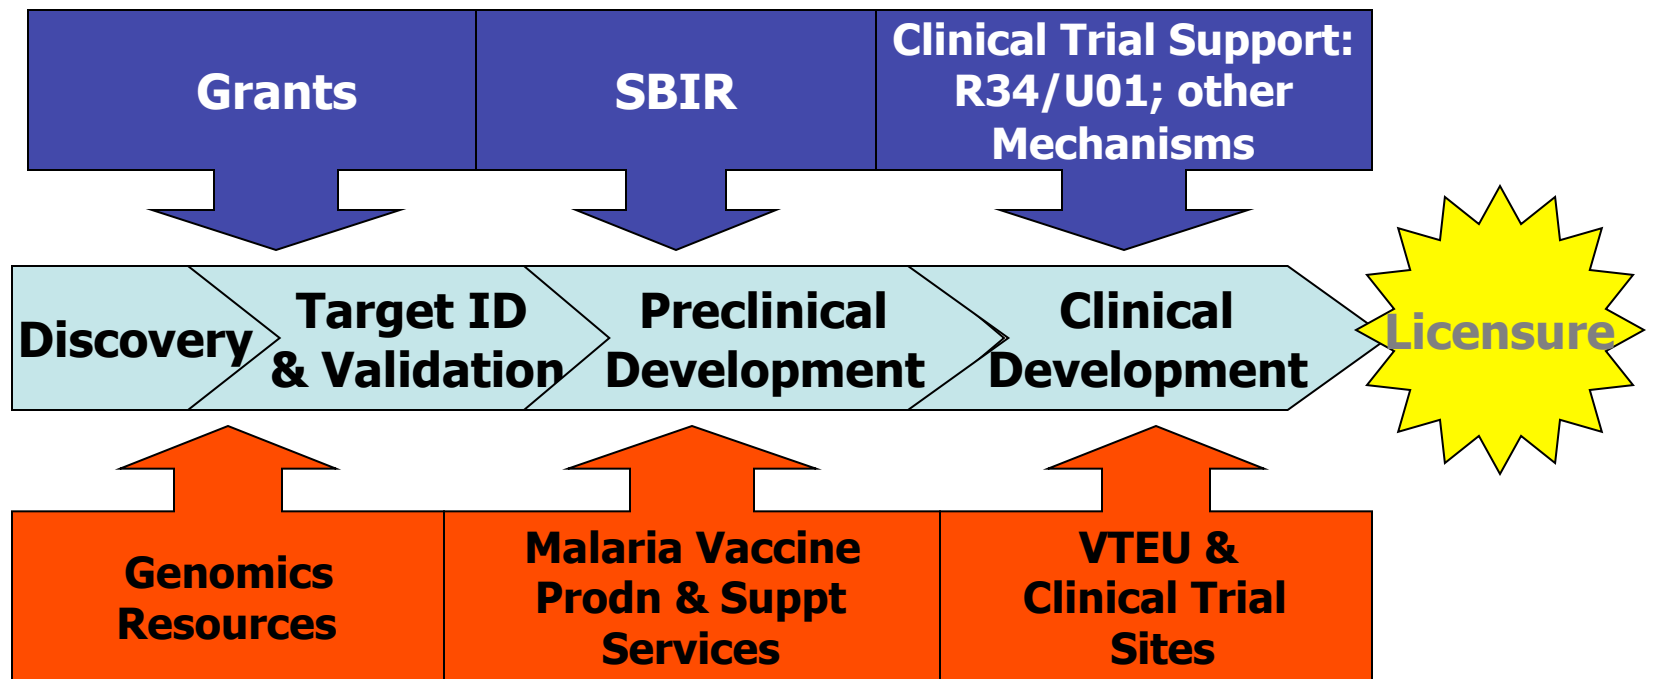 Grants
SBIR
Clinical Trial Support:
R34/U01; other
Mechanisms
Discovery
Target ID
& Validation
Preclinical
Development
Clinical
Development
Licensure
Genomics
Resources
Malaria Vaccine
Prodn & Suppt
Services
VTEU &
Clinical Trial
Sites